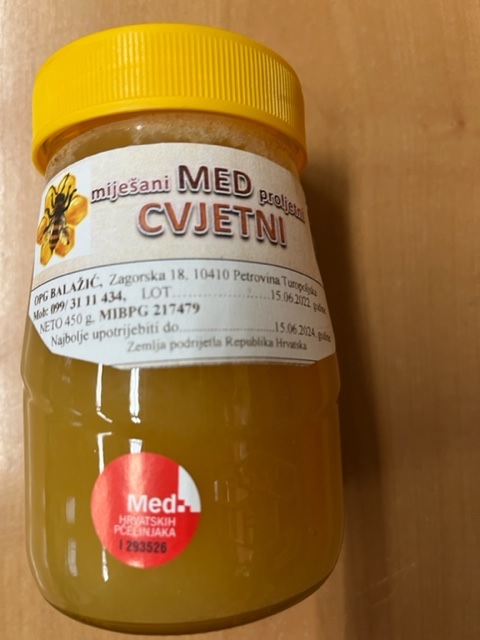 miješani MED proljetni
CVJETNI
OPG BALAŽIĆ, Zagorska 18, 10410 Petrovina Turopoljska
Mob: 099/ 31 11 434, LOT....................15.06.2022. godine
NETO 450 g, MIBPG 217479
Najbolje upotrijebiti do....................15.06.2024. godine
Zemlja podrijetla Republika Hrvatska
Med
HRVATSKIH
PČELINJAKA
I 293526